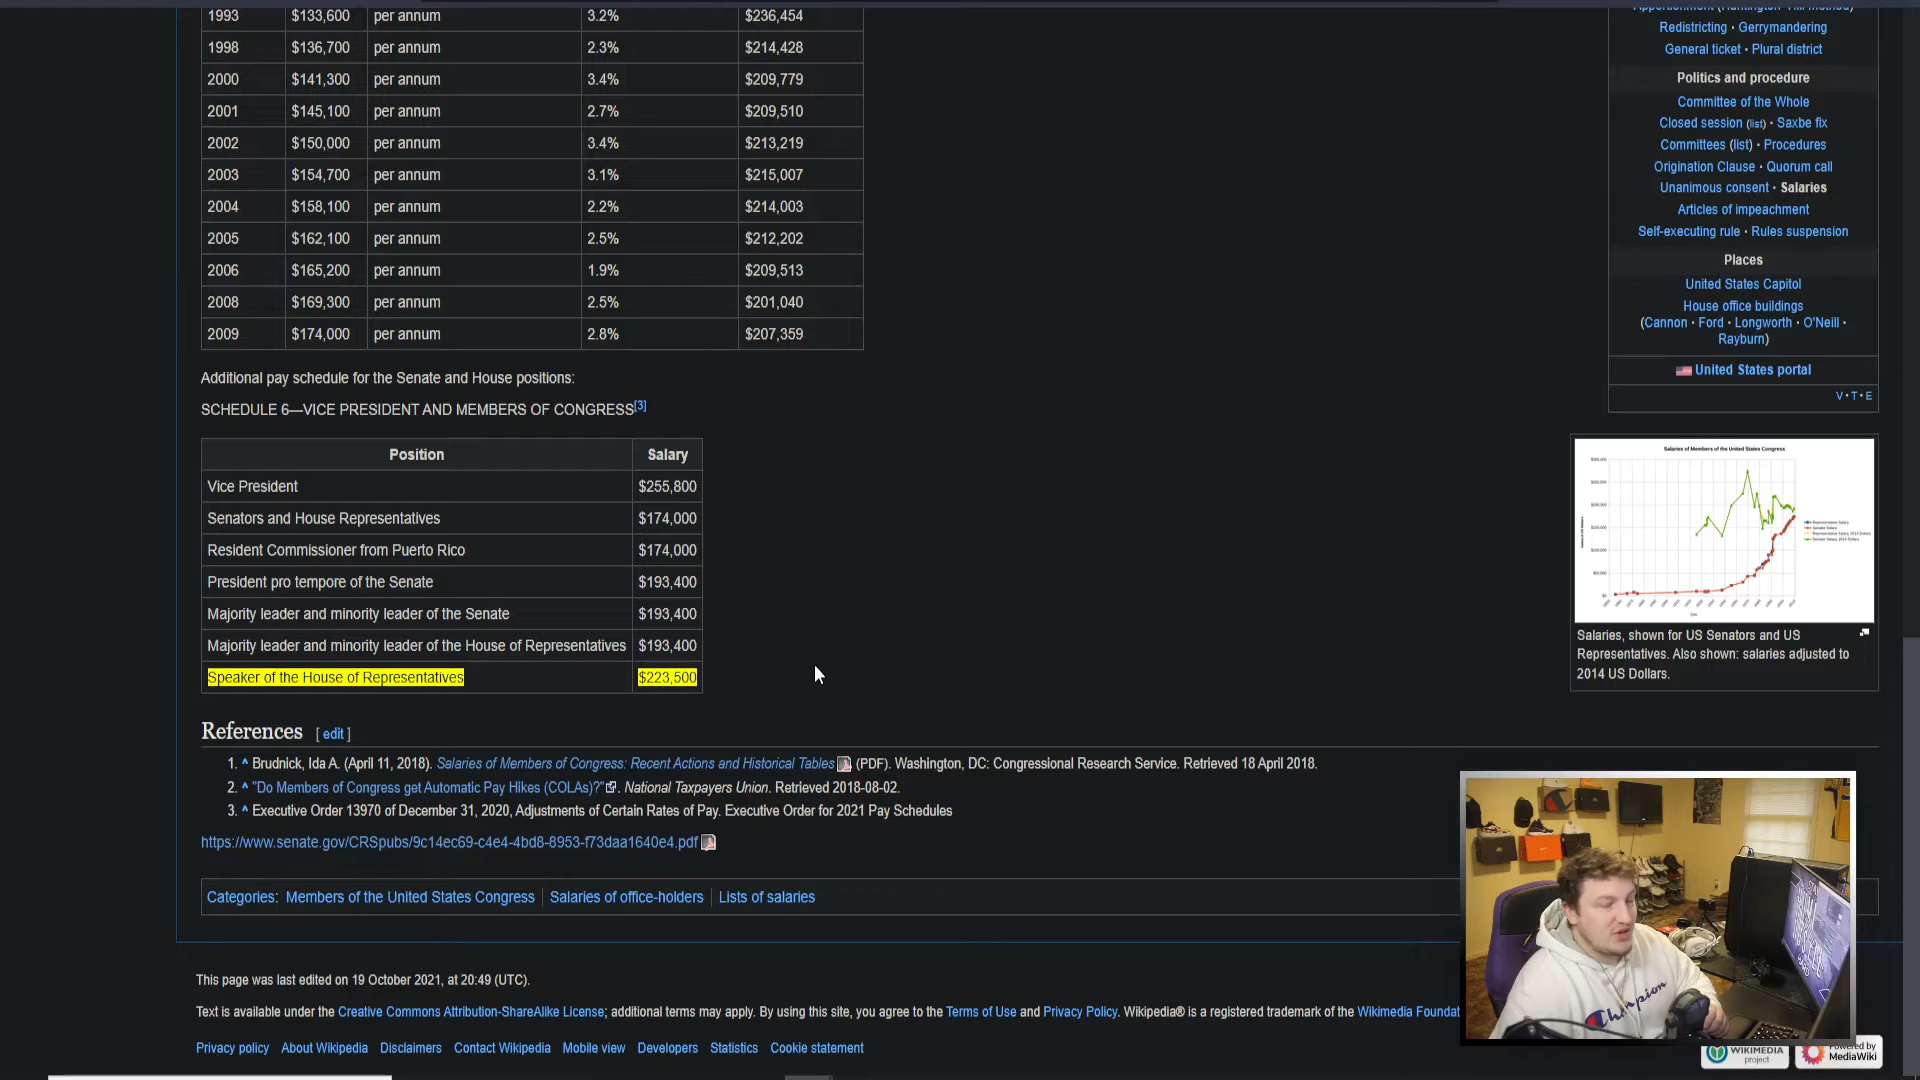 1993 $133,600 per annum 3.2% $236,454
1998 $136,700 per annum 2.3% $214,428
2000 $141,300 per annum 3.4% $209,779
2001 $145,100 per annum 2.7% $209,510
2002 $150,000 per annum 3.4% $213,219
2003 $154,700 per annum 3.1% $215,007
2004 $158,100 per annum 2.2% $214,003
2005 $162,100 per annum 2.5% $212,202
2006 $165,200 per annum 1.9% $209,513
2008 $169,300 per annum 2.5% $201,040
2009 $174,000 per annum 2.8% $207,359
Additional pay schedule for the Senate and House positions:
SCHEDULE 6—VICE PRESIDENT AND MEMBERS OF CONGRESS[3]
Position Salary
Vice President $255,800
Senators and House Representatives $174,000
Resident Commissioner from Puerto Rico $174,000
President pro tempore of the Senate $193,400
Majority leader and minority leader of the Senate $193,400
Majority leader and minority leader of the House of Representatives $193,400
Speaker of the House of Representatives $223,500
References [ edit ]
1. ^ Brudnick, Ida A. (April 11, 2018). Salaries of Members of Congress: Recent Actions and Historical Tables (PDF). Washington, DC: Congressional Research Service. Retrieved 18 April 2018.
2. ^ "Do Members of Congress get Automatic Pay Hikes (COLAs)?". National Taxpayers Union. Retrieved 2018-08-02.
3. ^ Executive Order 13970 of December 31, 2020, Adjustments of Certain Rates of Pay. Executive Order for 2021 Pay Schedules
https://www.senate.gov/CRSpubs/9c14ec69-c4e4-4bd8-8953-f73daa1640e4.pdf
Categories: Members of the United States Congress | Salaries of office-holders | Lists of salaries
This page was last edited on 19 October 2021, at 20:49 (UTC).
Text is available under the Creative Commons Attribution-ShareAlike License; additional terms may apply. By using this site, you agree to the Terms of Use and Privacy Policy. Wikipedia® is a registered trademark of the Wikimedia Foundat
Privacy policy About Wikipedia Disclaimers Contact Wikipedia Mobile view Developers Statistics Cookie statement
Apportionment (Huntington–Hill method)
Redistricting · Gerrymandering
General ticket · Plural district
Politics and procedure
Committee of the Whole
Closed session (list) · Saxbe fix
Committees (list) · Procedures
Origination Clause · Quorum call
Unanimous consent · Salaries
Articles of impeachment
Self-executing rule · Rules suspension
Places
United States Capitol
House office buildings
(Cannon · Ford · Longworth · O'Neill ·
Rayburn)
United States portal
V · T · E
Salaries of Members of the United States Congress
Salaries, shown for US Senators and US
Representatives. Also shown: salaries adjusted to
2014 US Dollars.
Champion
WIKIMEDIA
project
Powered by
MediaWiki